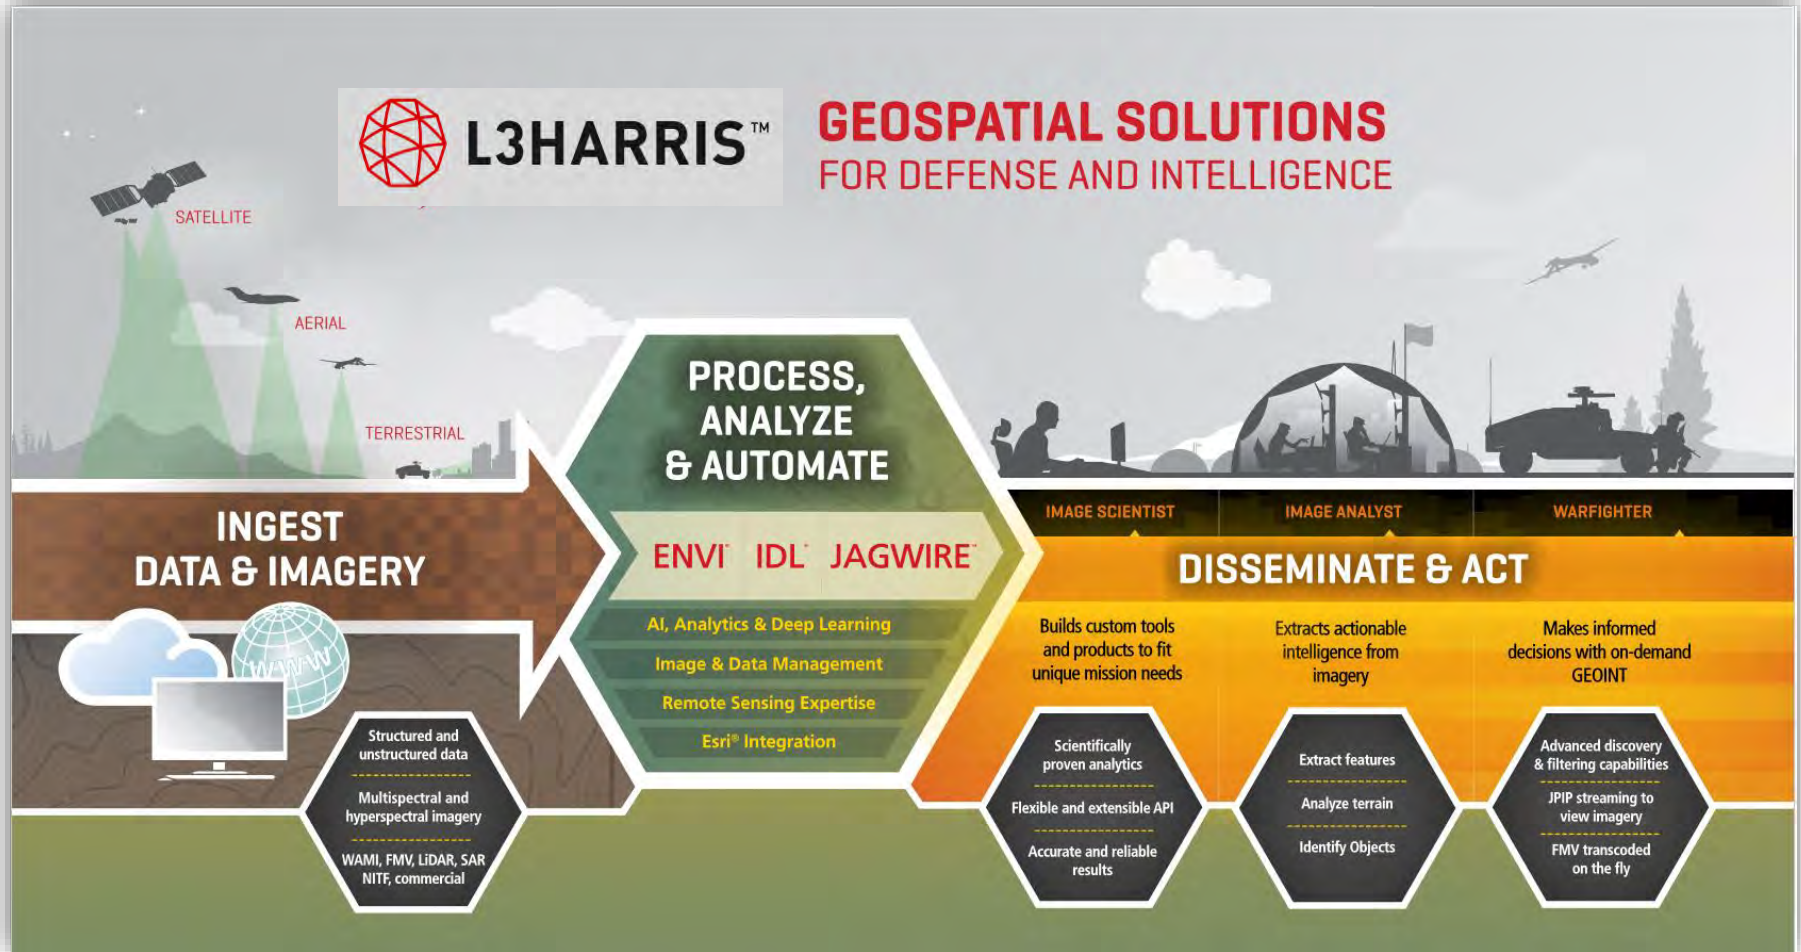 L3HARRIS™
GEOSPATIAL SOLUTIONS
FOR DEFENSE AND INTELLIGENCE
SATELLITE
AERIAL
TERRESTRIAL
INGEST
DATA & IMAGERY
WWW
Structured and
unstructured data
Multispectral and
hyperspectral imagery
WAMI, FMV, LiDAR, SAR
NITF, commercial
PROCESS,
ANALYZE
& AUTOMATE
ENVI® IDL® JAGWIRE™
AI, Analytics & Deep Learning
Image & Data Management
Remote Sensing Expertise
Esri® Integration
IMAGE SCIENTIST
IMAGE ANALYST
WARFIGHTER
DISSEMINATE & ACT
Builds custom tools
and products to fit
unique mission needs
Extracts actionable
intelligence from
imagery
Makes informed
decisions with on-demand
GEOINT
Scientifically
proven analytics
Flexible and extensible API
Accurate and reliable
results
Extract features
Analyze terrain
Identify Objects
Advanced discovery
& filtering capabilities
JPIP streaming to
view imagery
FMV transcoded
on the fly